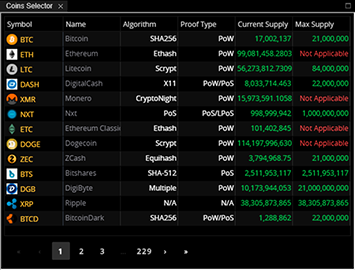 Coins Selector ×
Symbol Name Algorithm Proof Type Current Supply Max Supply
BTC Bitcoin SHA256 PoW 17,002,137 21,000,000
ETH Ethereum Ethash PoW 99,081,458.2803 Not Applicable
LTC Litecoin Scrypt PoW 56,273,812.7309 84,000,000
DASH DigitalCash X11 PoW/PoS 8,033,714.463 22,000,000
XMR Monero CryptoNight PoW 15,973,591.1058 Not Applicable
NXT Nxt PoS PoS/LPoS 998,999,942 1,000,000,000
ETC Ethereum Classic Ethash PoW 101,402,845 Not Applicable
DOGE Dogecoin Scrypt PoW 114,197,996,630 Not Applicable
ZEC ZCash Equihash PoW 3,794,968.75 21,000,000
BTS Bitshares SHA-512 PoS 2,511,953,117 2,511,953,117
DGB DigiByte Multiple PoW 10,173,944,053 21,000,000,000
XRP Ripple N/A N/A 38,305,873,865 38,305,873,865
BTCD BitcoinDark SHA256 PoW/PoS 1,288,862 22,000,000
« ‹ 1 2 3 ... 229 › »